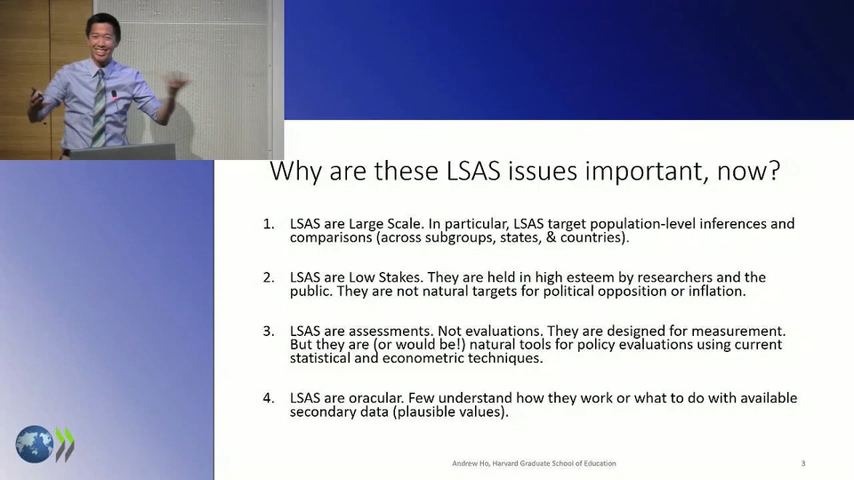 Why are these LSAS issues important, now?
1. LSAS are Large Scale. In particular, LSAS target population-level inferences and
comparisons (across subgroups, states, & countries).
2. LSAS are Low Stakes. They are held in high esteem by researchers and the
public. They are not natural targets for political opposition or inflation.
3. LSAS are assessments. Not evaluations. They are designed for measurement.
But they are (or would be!) natural tools for policy evaluations using current
statistical and econometric techniques.
4. LSAS are oracular. Few understand how they work or what to do with available
secondary data (plausible values).
Andrew Ho, Harvard Graduate School of Education
3